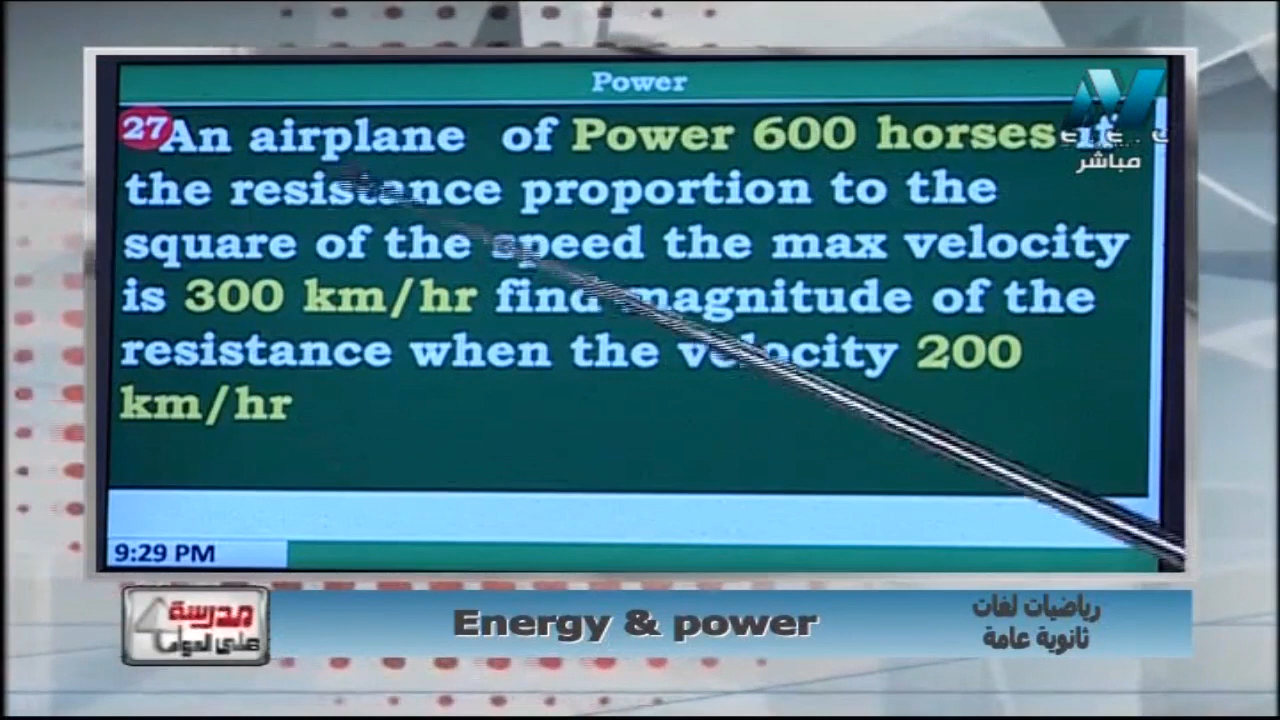 Power
27 An airplane of Power 600 horses if
the resistance proportion to the
square of the speed the max velocity
is 300 km/hr find magnitude of the
resistance when the velocity 200
km/hr
مباشر
9:29 PM
Energy & power
رياضيات لغات
ثانوية عامة
مدرسة
على الهواء